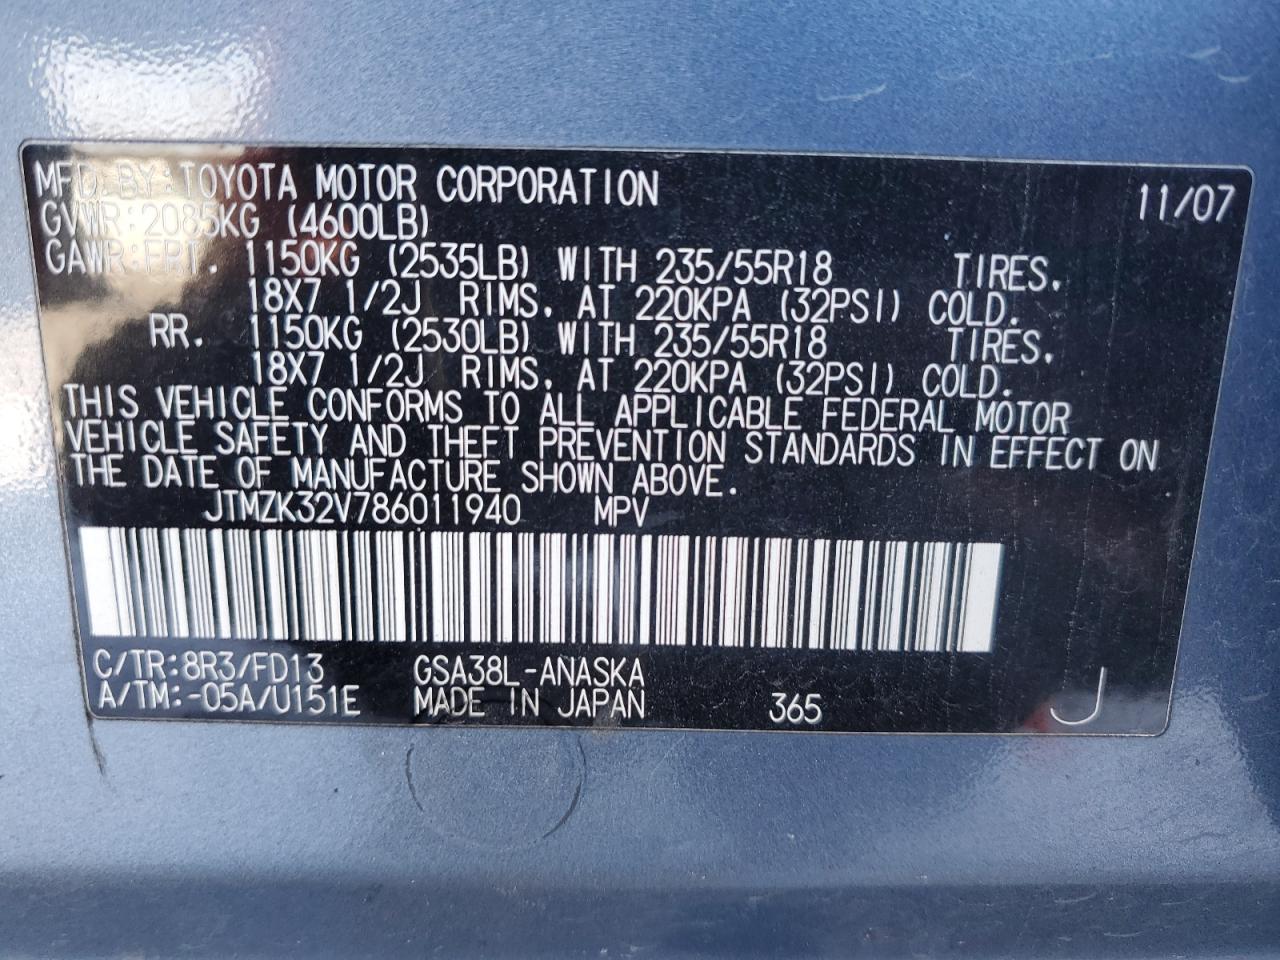 MFD.BY:TOYOTA MOTOR CORPORATION 11/07
GVWR:2085KG (4600LB)
GAWR:FRT. 1150KG (2535LB) WITH 235/55R18 TIRES.
18X7 1/2J RIMS. AT 220KPA (32PSI) COLD.
RR. 1150KG (2530LB) WITH 235/55R18 TIRES.
18X7 1/2J RIMS. AT 220KPA (32PSI) COLD.
THIS VEHICLE CONFORMS TO ALL APPLICABLE FEDERAL MOTOR
VEHICLE SAFETY AND THEFT PREVENTION STANDARDS IN EFFECT ON
THE DATE OF MANUFACTURE SHOWN ABOVE.
JTMZK32V786011940 MPV
C/TR:8R3/FD13 GSA38L-ANASKA
A/TM:-05A/U151E MADE IN JAPAN 365 J